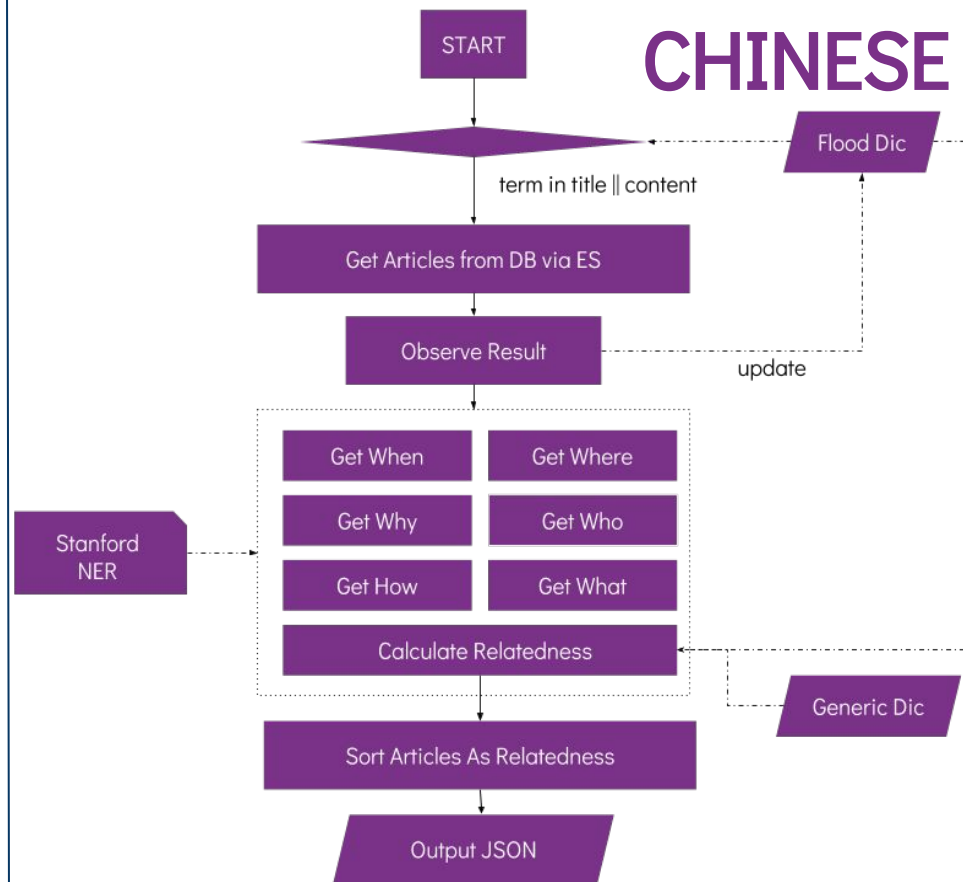 START
CHINESE
Flood Dic
term in title || content
Get Articles from DB via ES
Observe Result
update
Get When
Get Where
Get Why
Get Who
Stanford
NER
Get How
Get What
Calculate Relatedness
Generic Dic
Sort Articles As Relatedness
Output JSON